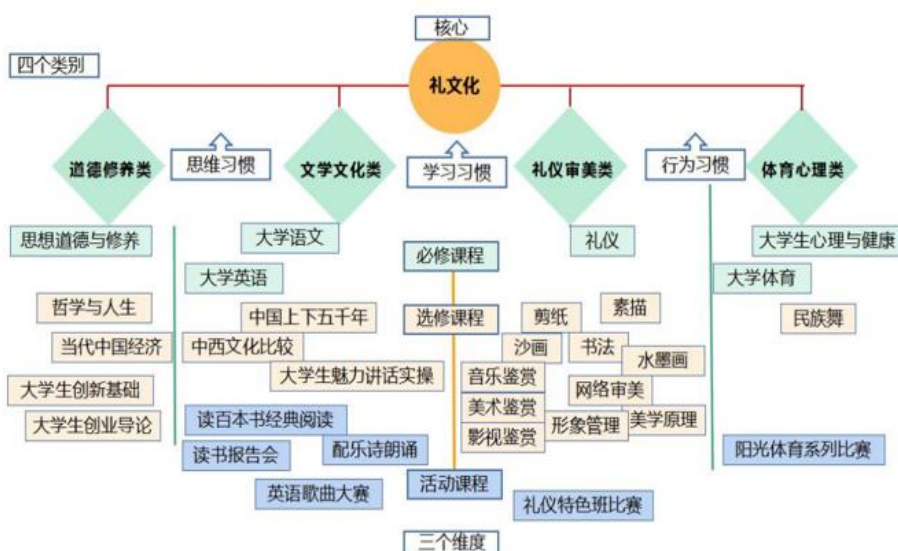 核心
四个类别
礼文化
道德修养类
思维习惯
文学文化类
学习习惯
礼仪审美类
行为习惯
体育心理类
思想道德与修养
大学语文
礼仪
大学生心理与健康
必修课程
大学英语
大学体育
哲学与人生
中国上下五千年
选修课程
剪纸
素描
民族舞
当代中国经济
中西文化比较
沙画
书法
水墨画
大学生魅力讲话实操
音乐鉴赏
大学生创新基础
网络审美
美术鉴赏
大学生创业导论
读百本书经典阅读
形象管理
美学原理
影视鉴赏
读书报告会
配乐诗朗诵
阳光体育系列比赛
英语歌曲大赛
活动课程
礼仪特色班比赛
三个维度